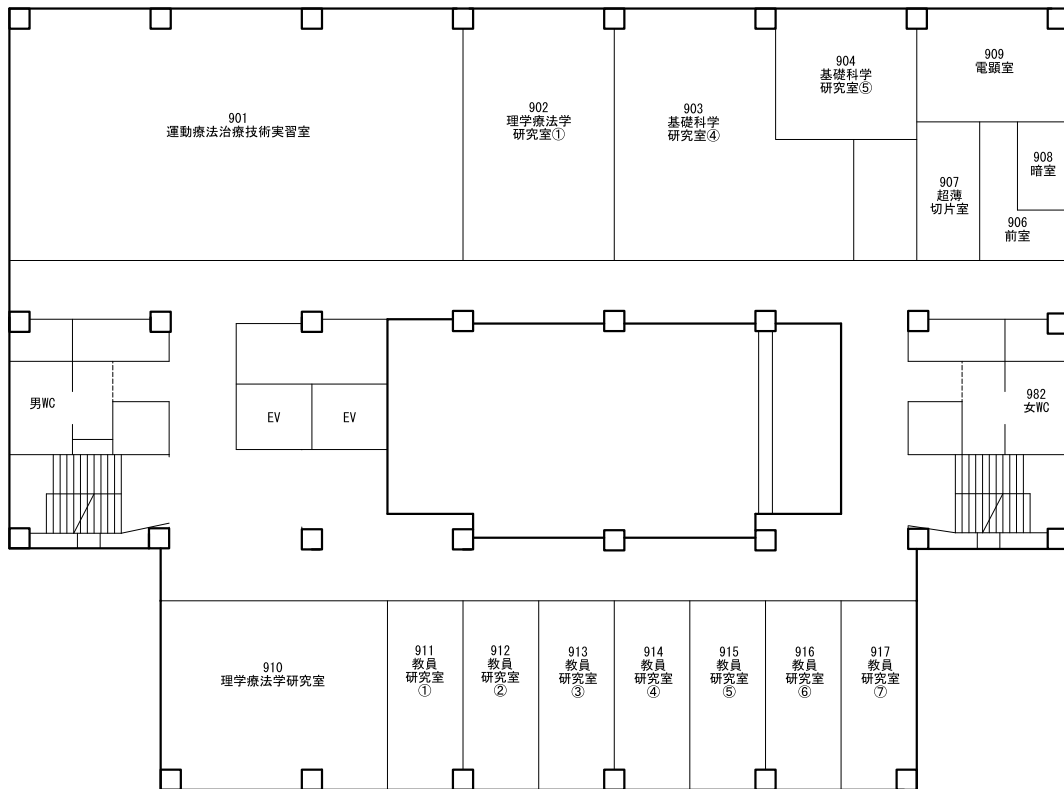 901
運動療法治療技術実習室
902
理学療法学
研究室①
903
基礎科学
研究室④
904
基礎科学
研究室⑤
909
電顕室
908
暗室
907
超薄
切片室
906
前室
男WC
EV
EV
982
女WC
910
理学療法学研究室
911
教員
研究室
①
912
教員
研究室
②
913
教員
研究室
③
914
教員
研究室
④
915
教員
研究室
⑤
916
教員
研究室
⑥
917
教員
研究室
⑦